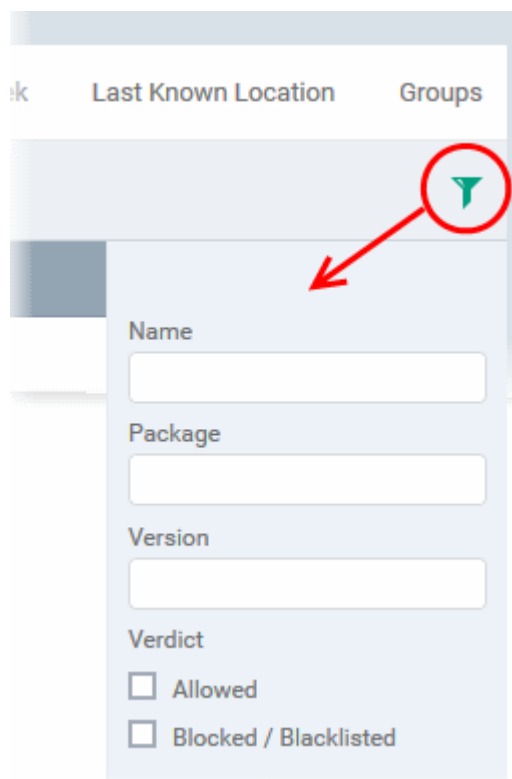 Last Known Location Groups
Name
Package
Version
Verdict
Allowed
Blocked / Blacklisted